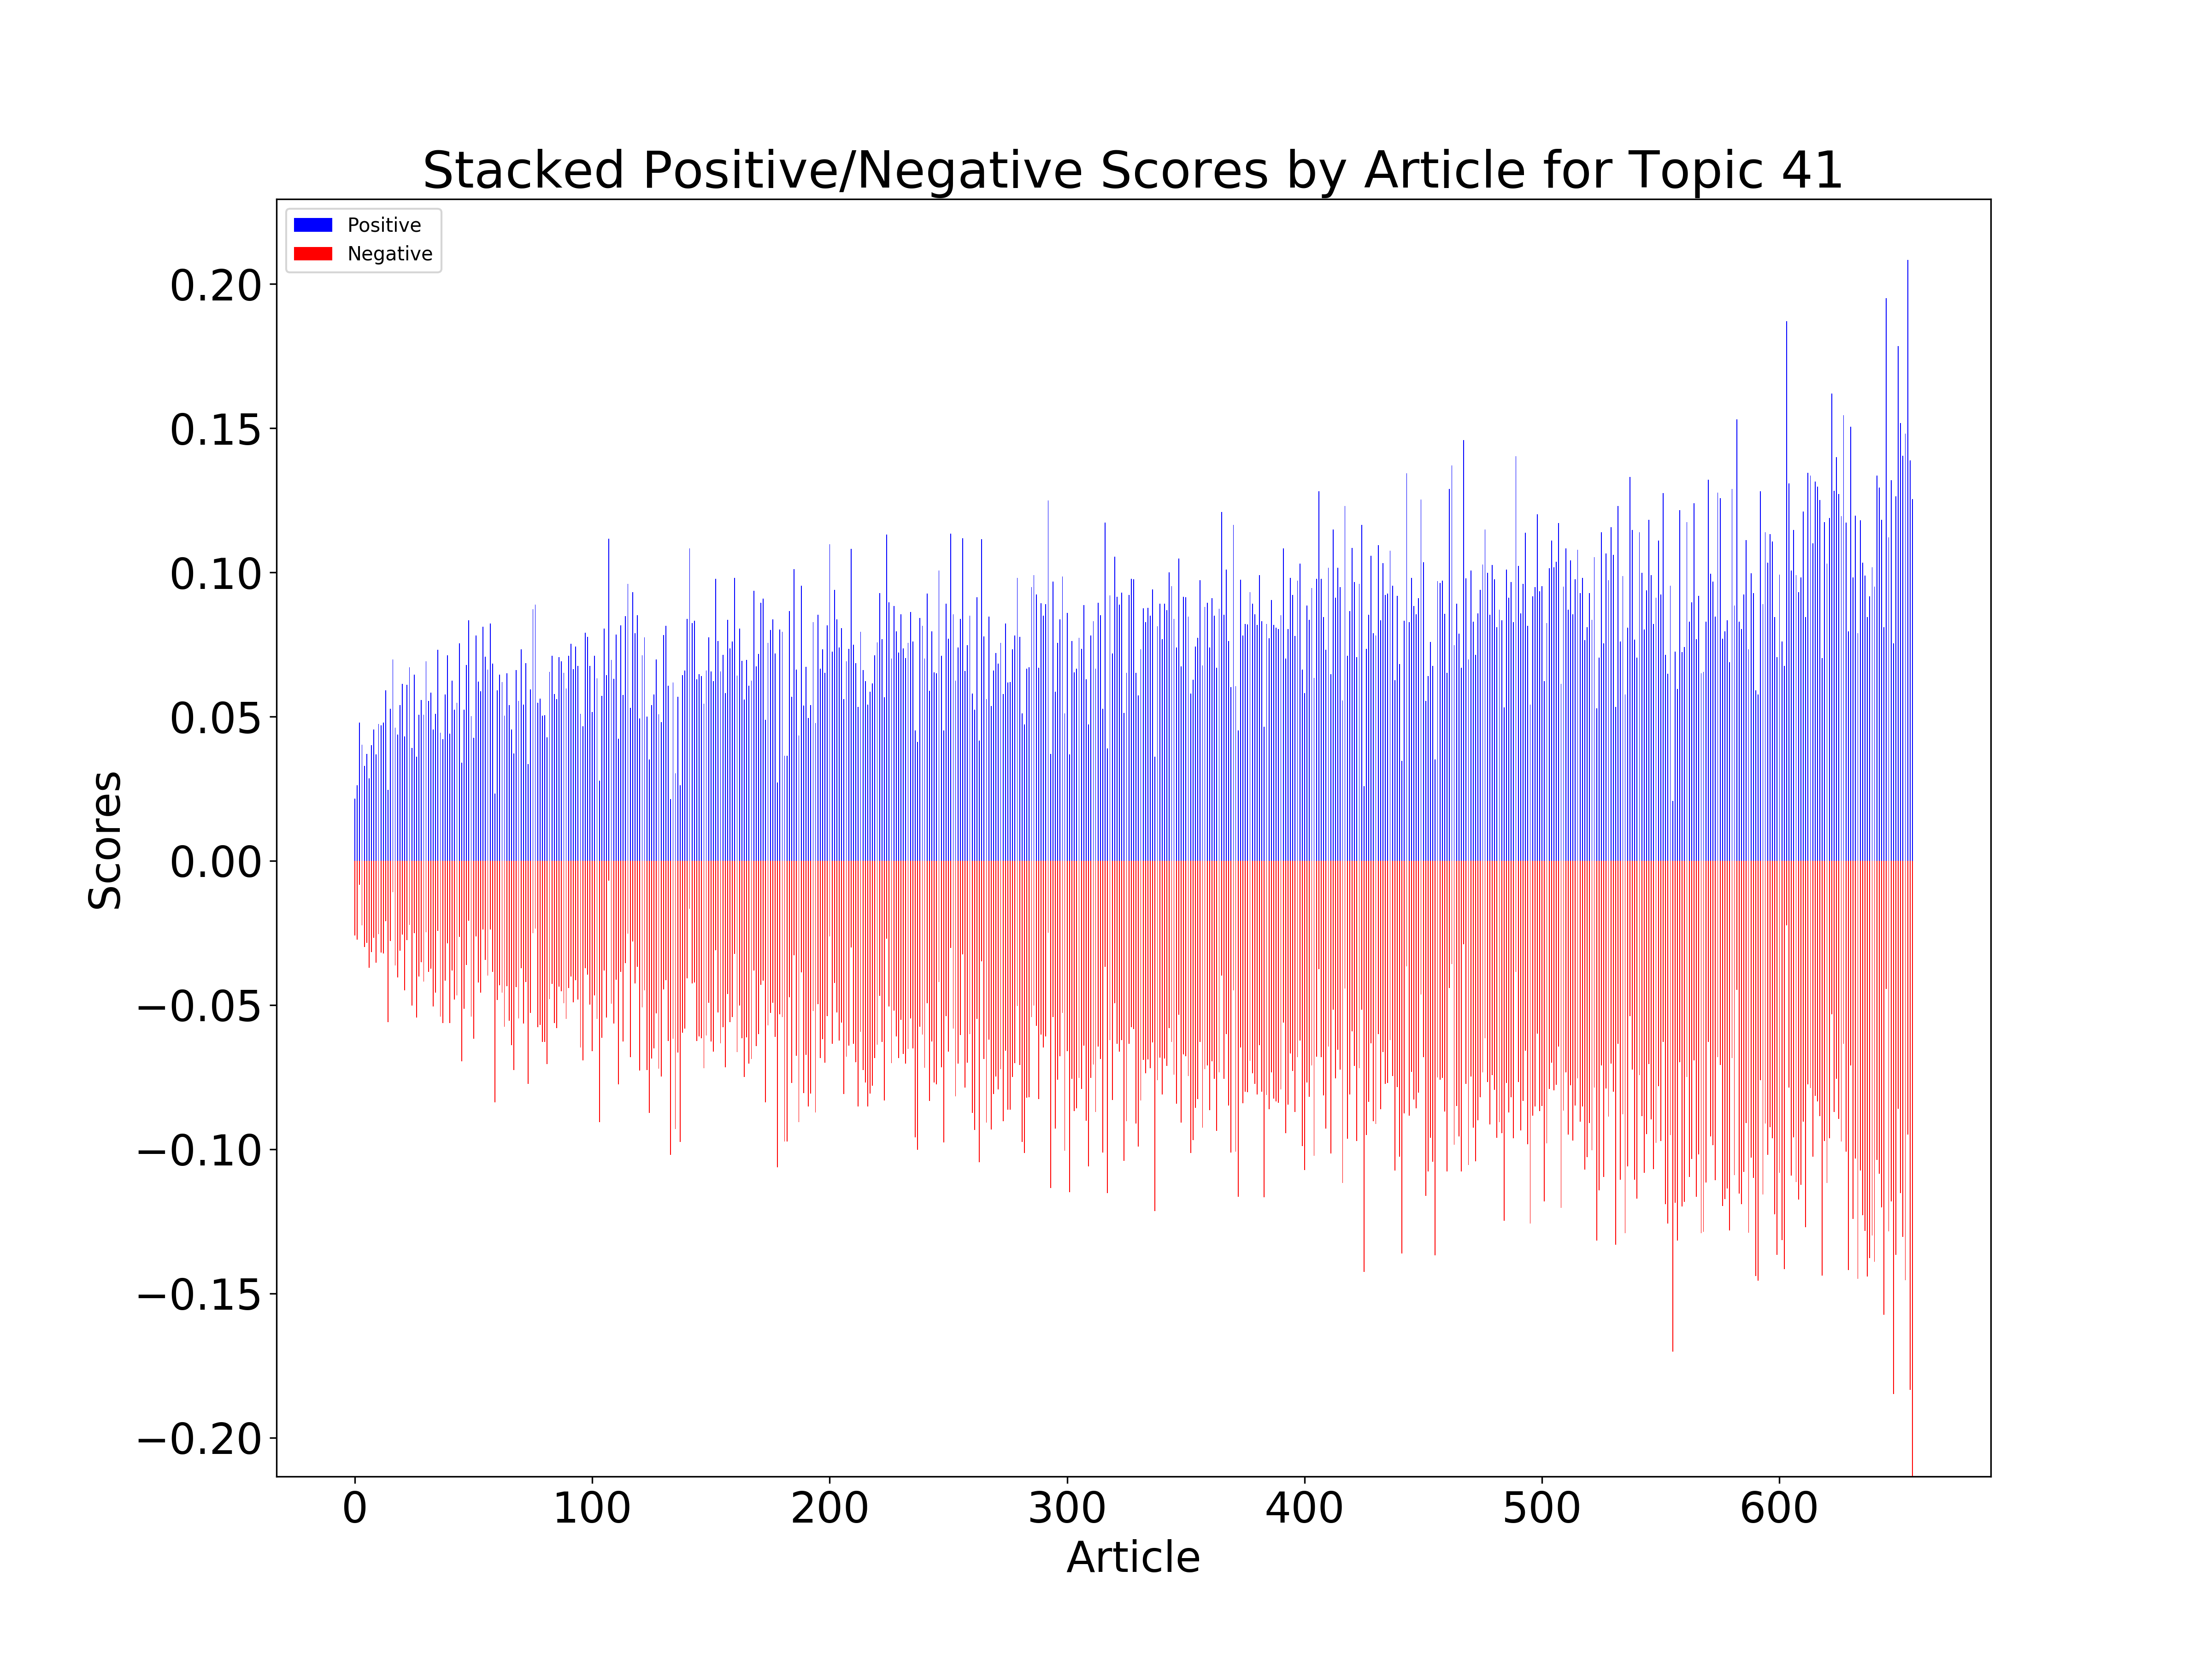 Stacked Positive/Negative Scores by Article for Topic 41
Positive
Negative
0.20
0.15
0.10
0.05
0.00
−0.05
−0.10
−0.15
−0.20
Scores
0 100 200 300 400 500 600
Article